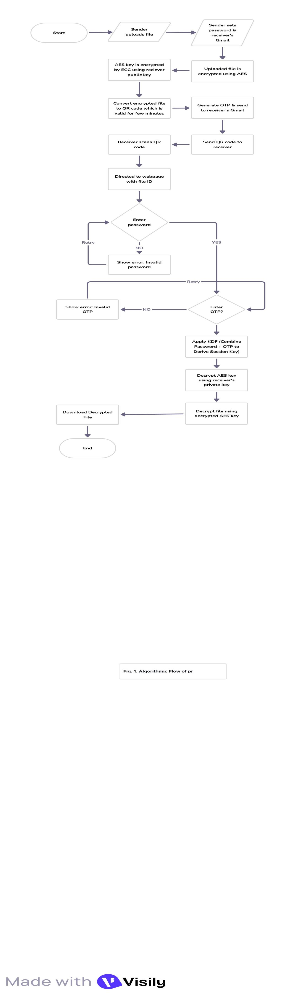 Start
Sender
uploads file
Sender sets
password &
receiver's
Gmail
Uploaded file is
encrypted using AES
AES key is encrypted
by ECC using reciever
public key
Convert encrypted file
to QR code which is
valid for few minutes
Generate OTP & send
to receiver's Gmail
Send QR code to
receiver
Receiver scans QR
code
Directed to webpage
with file ID
Enter
password
Retry
NO
YES
Show error: Invalid
password
Retry
Show error: Invalid
OTP
NO
Enter
OTP?
Apply KDF (Combine
Password + OTP to
Derive Session Key)
Decrypt AES key
using receiver's
private key
Decrypt file using
decrypted AES key
Download Decrypted
File
End
Fig. 1. Algorithmic Flow of pr
Made with Visily